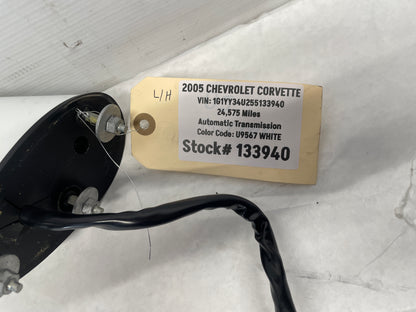 L/H
2005 CHEVROLET CORVETTE
VIN: 1G1YY34U255133940
24,575 Miles
Automatic Transmission
Color Code: U9567 WHITE
Stock# 133940